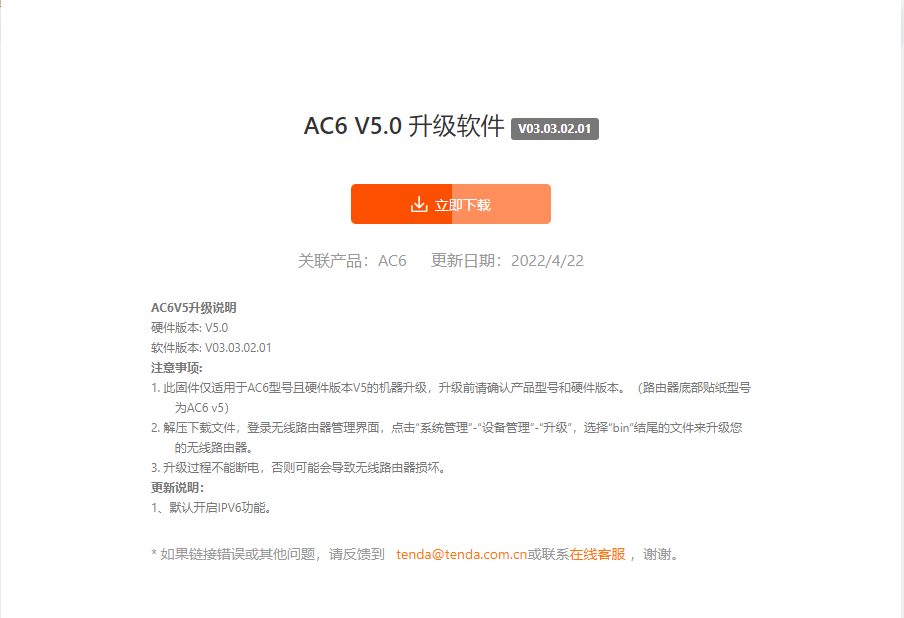 AC6 V5.0 升级软件 V03.03.02.01
立即下载
关联产品：AC6 更新日期：2022/4/22
AC6V5升级说明
硬件版本: V5.0
软件版本: V03.03.02.01
注意事项:
1. 此固件仅适用于AC6型号且硬件版本V5的机器升级，升级前请确认产品型号和硬件版本。（路由器底部贴纸型号
为AC6 v5）
2. 解压下载文件，登录无线路由器管理界面，点击“系统管理”-“设备管理”-“升级”，选择“bin”结尾的文件来升级您
的无线路由器。
3. 升级过程不能断电，否则可能会导致无线路由器损坏。
更新说明：
1、默认开启IPV6功能。
* 如果链接错误或其他问题，请反馈到 tenda@tenda.com.cn或联系在线客服 ，谢谢。